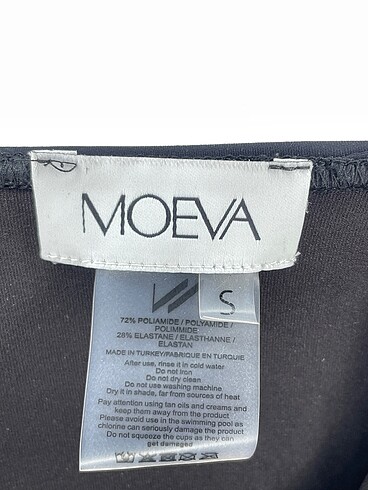 MOEVA
S
72% POLIAMIDE / POLYAMIDE /
POLIMMIDE
28% ELASTANE / ELASTHANNE /
ELASTAN
MADE IN TURKEY/FABRIQUE EN TURQUIE
After use, rinse it in cold water
Do not iron
Do not dry clean
Do not use washing machine
Dry it in shade, far from sources of heat
Pay attention using tan oils and creams and
keep them away from the product
Avoid product use in the swimming pool as
chlorine can seriously damage the product
Do not squeeze the cups as they can
get damaged